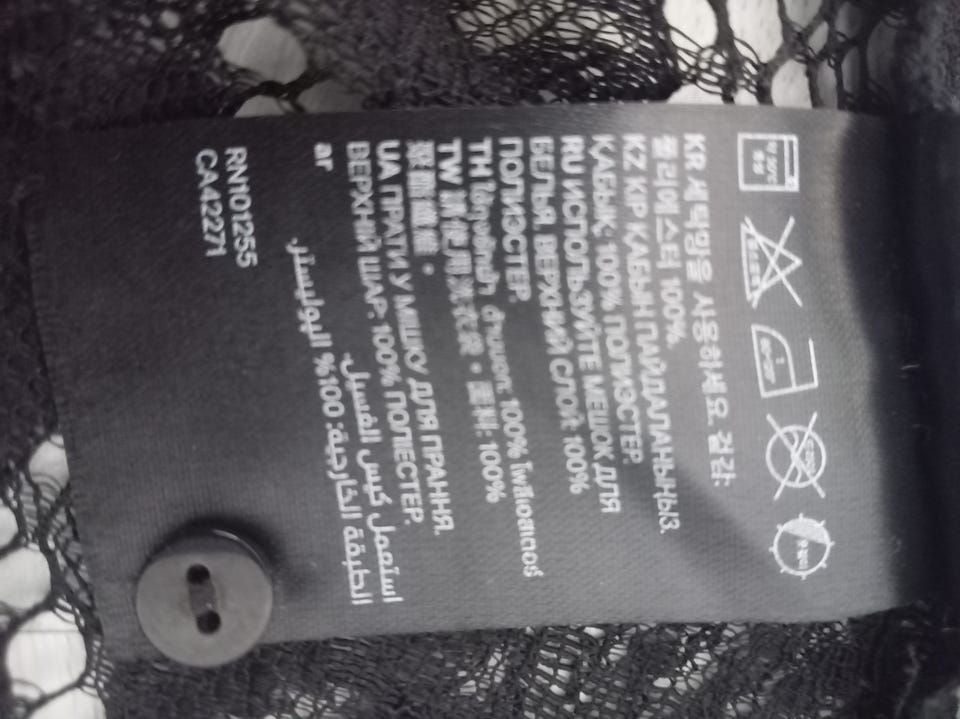 KR 세탁망을 사용하세요. 겉감:
폴리에스터 100%.
KZ КІР ҚАБЫН ПАЙДАЛАНЫҢЫЗ.
ҚАБЫҚ: 100% ПОЛИЭСТЕР.
RU ИСПОЛЬЗУЙТЕ МЕШОК ДЛЯ
БЕЛЬЯ. ВЕРХНИЙ СЛОЙ: 100%
ПОЛИЭСТЕР.
TH ใช้ถุงซักผ้า ด้านนอก: 100% โพลีเอสเตอร์
TW 請使用洗衣袋。面料: 100%
聚酯纖維。
UA ПРАТИ У МІШКУ ДЛЯ ПРАННЯ.
ВЕРХНІЙ ШАР: 100% ПОЛІЕСТЕР.
ar
استعمل كيس الغسيل.
الطبقة الخارجية: 100% البوليستر
RN101255
CA42271